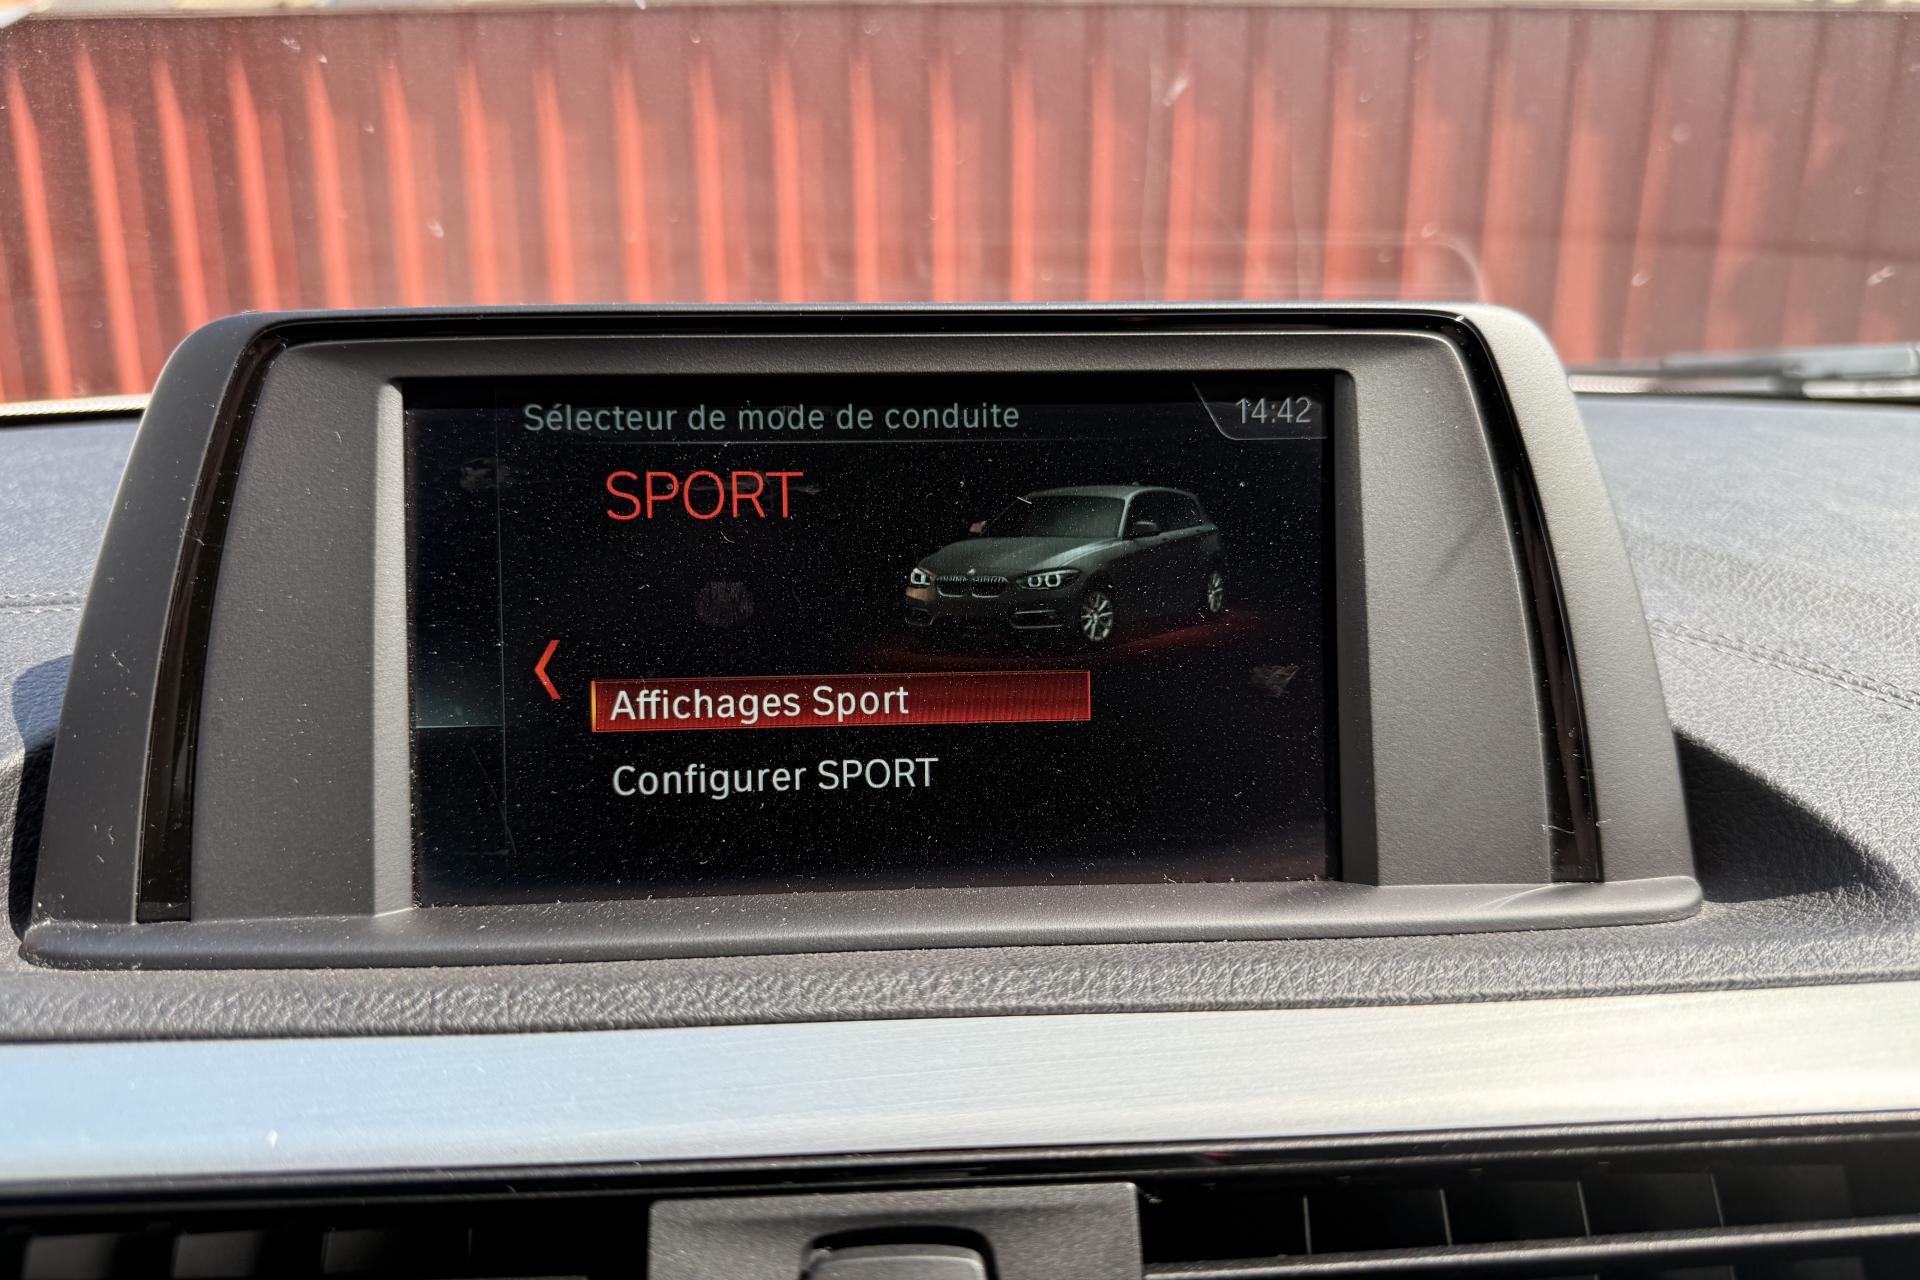 Sélecteur de mode de conduite
14:42
SPORT
Affichages Sport
Configurer SPORT